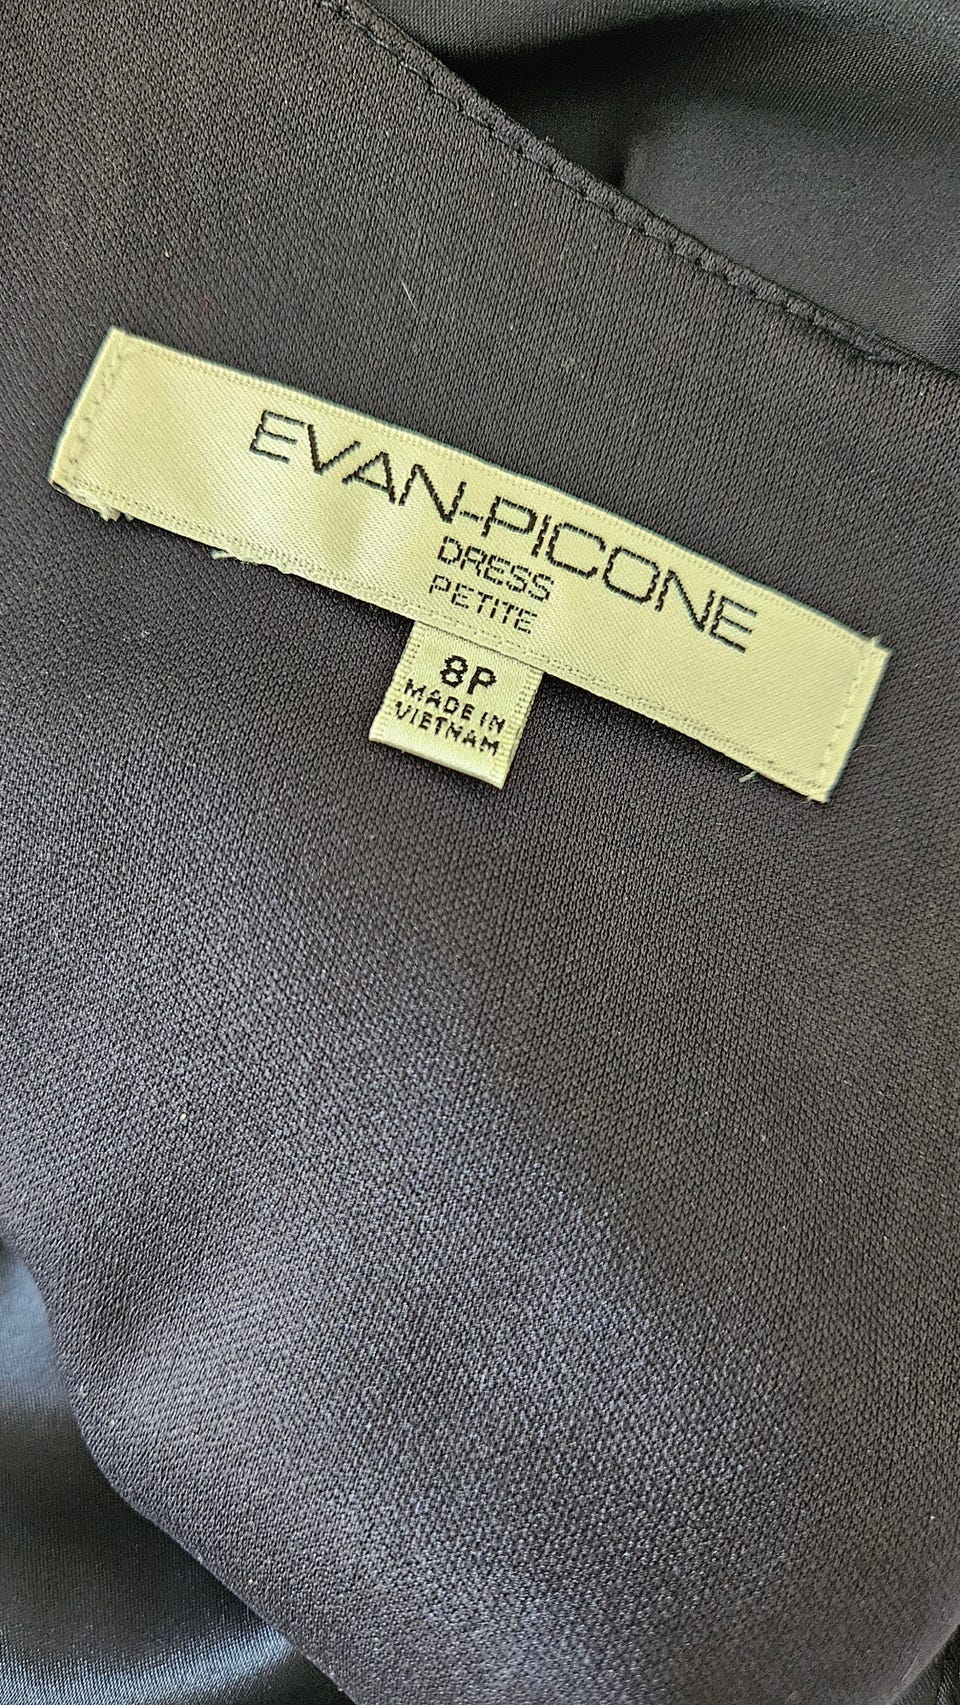 EVAN-PICONE
DRESS
PETITE
8P
MADE IN
VIETNAM